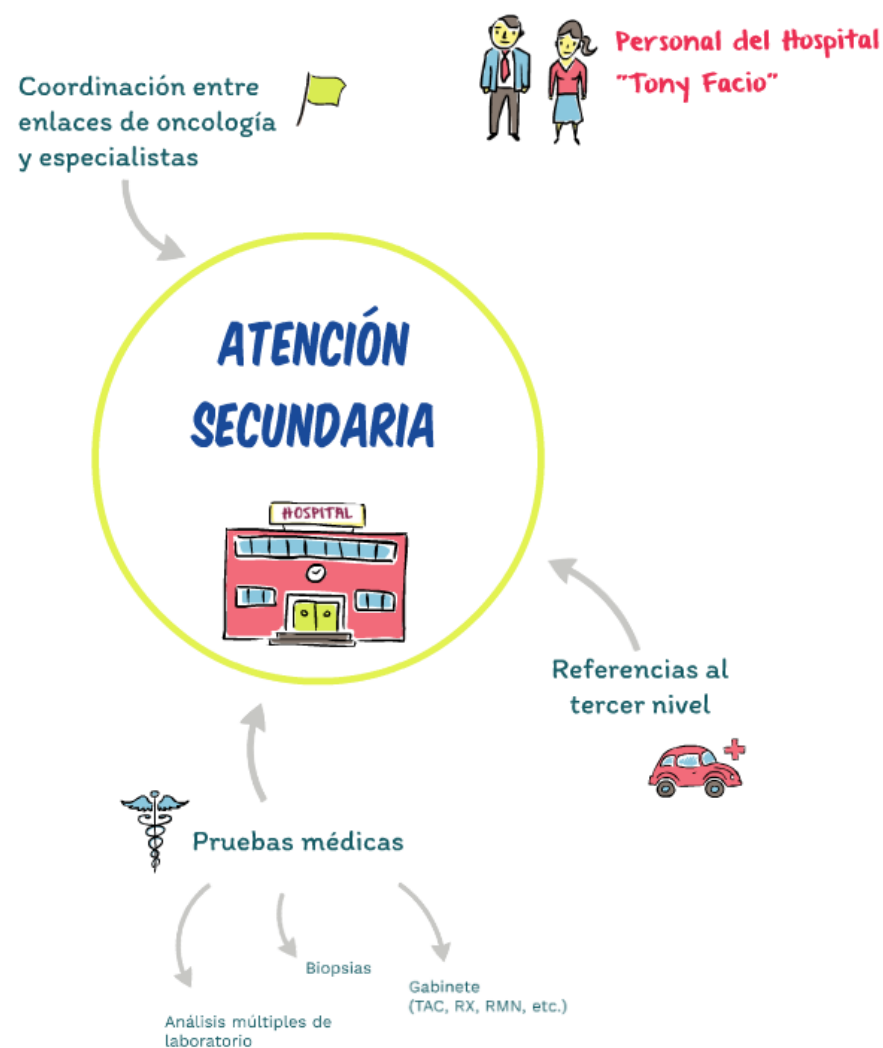 Personal del Hospital
"Tony Facio"
Coordinación entre
enlaces de oncología
y especialistas
ATENCIÓN
SECUNDARIA
HOSPITAL
Referencias al
tercer nivel
Pruebas médicas
Biopsias
Gabinete
(TAC, RX, RMN, etc.)
Análisis múltiples de
laboratorio